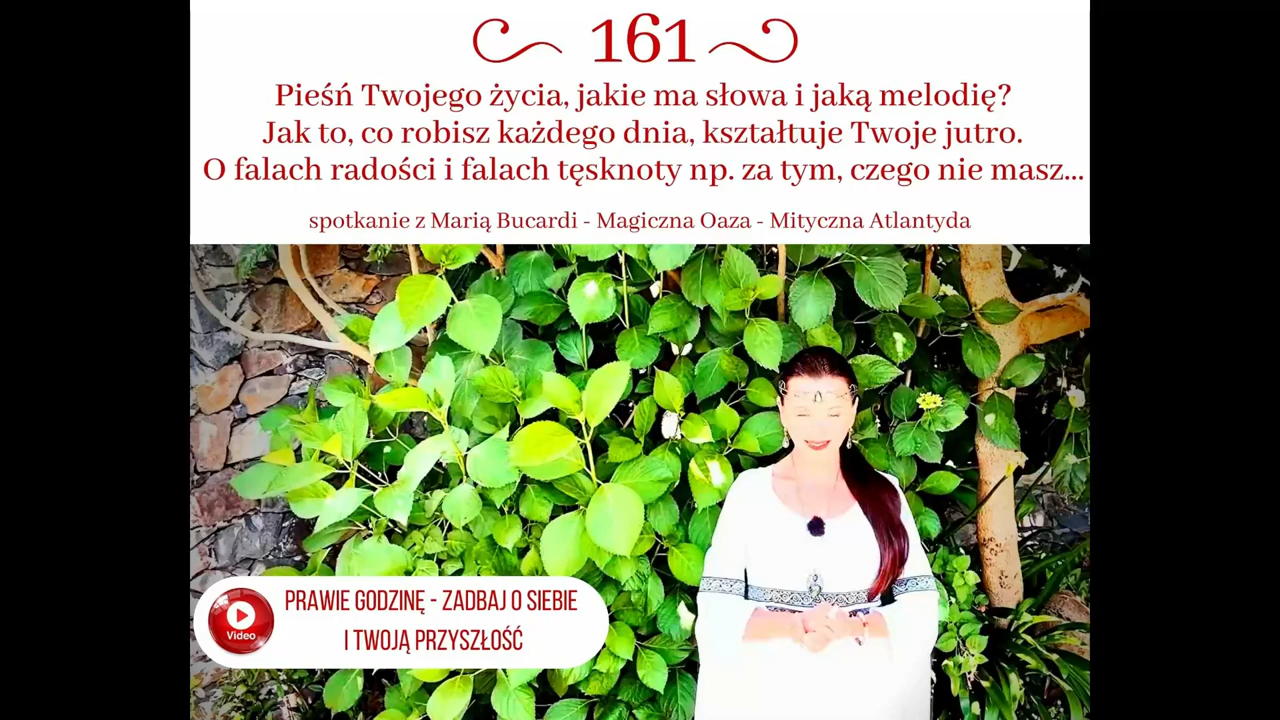 161
Pieśń Twojego życia, jakie ma słowa i jaką melodię?
Jak to, co robisz każdego dnia, kształtuje Twoje jutro.
O falach radości i falach tęsknoty np. za tym, czego nie masz...
spotkanie z Marią Bucardi - Magiczna Oaza - Mityczna Atlantyda
Video
PRAWIE GODZINĘ - ZADBAJ O SIEBIE
I TWOJĄ PRZYSZŁOŚĆ